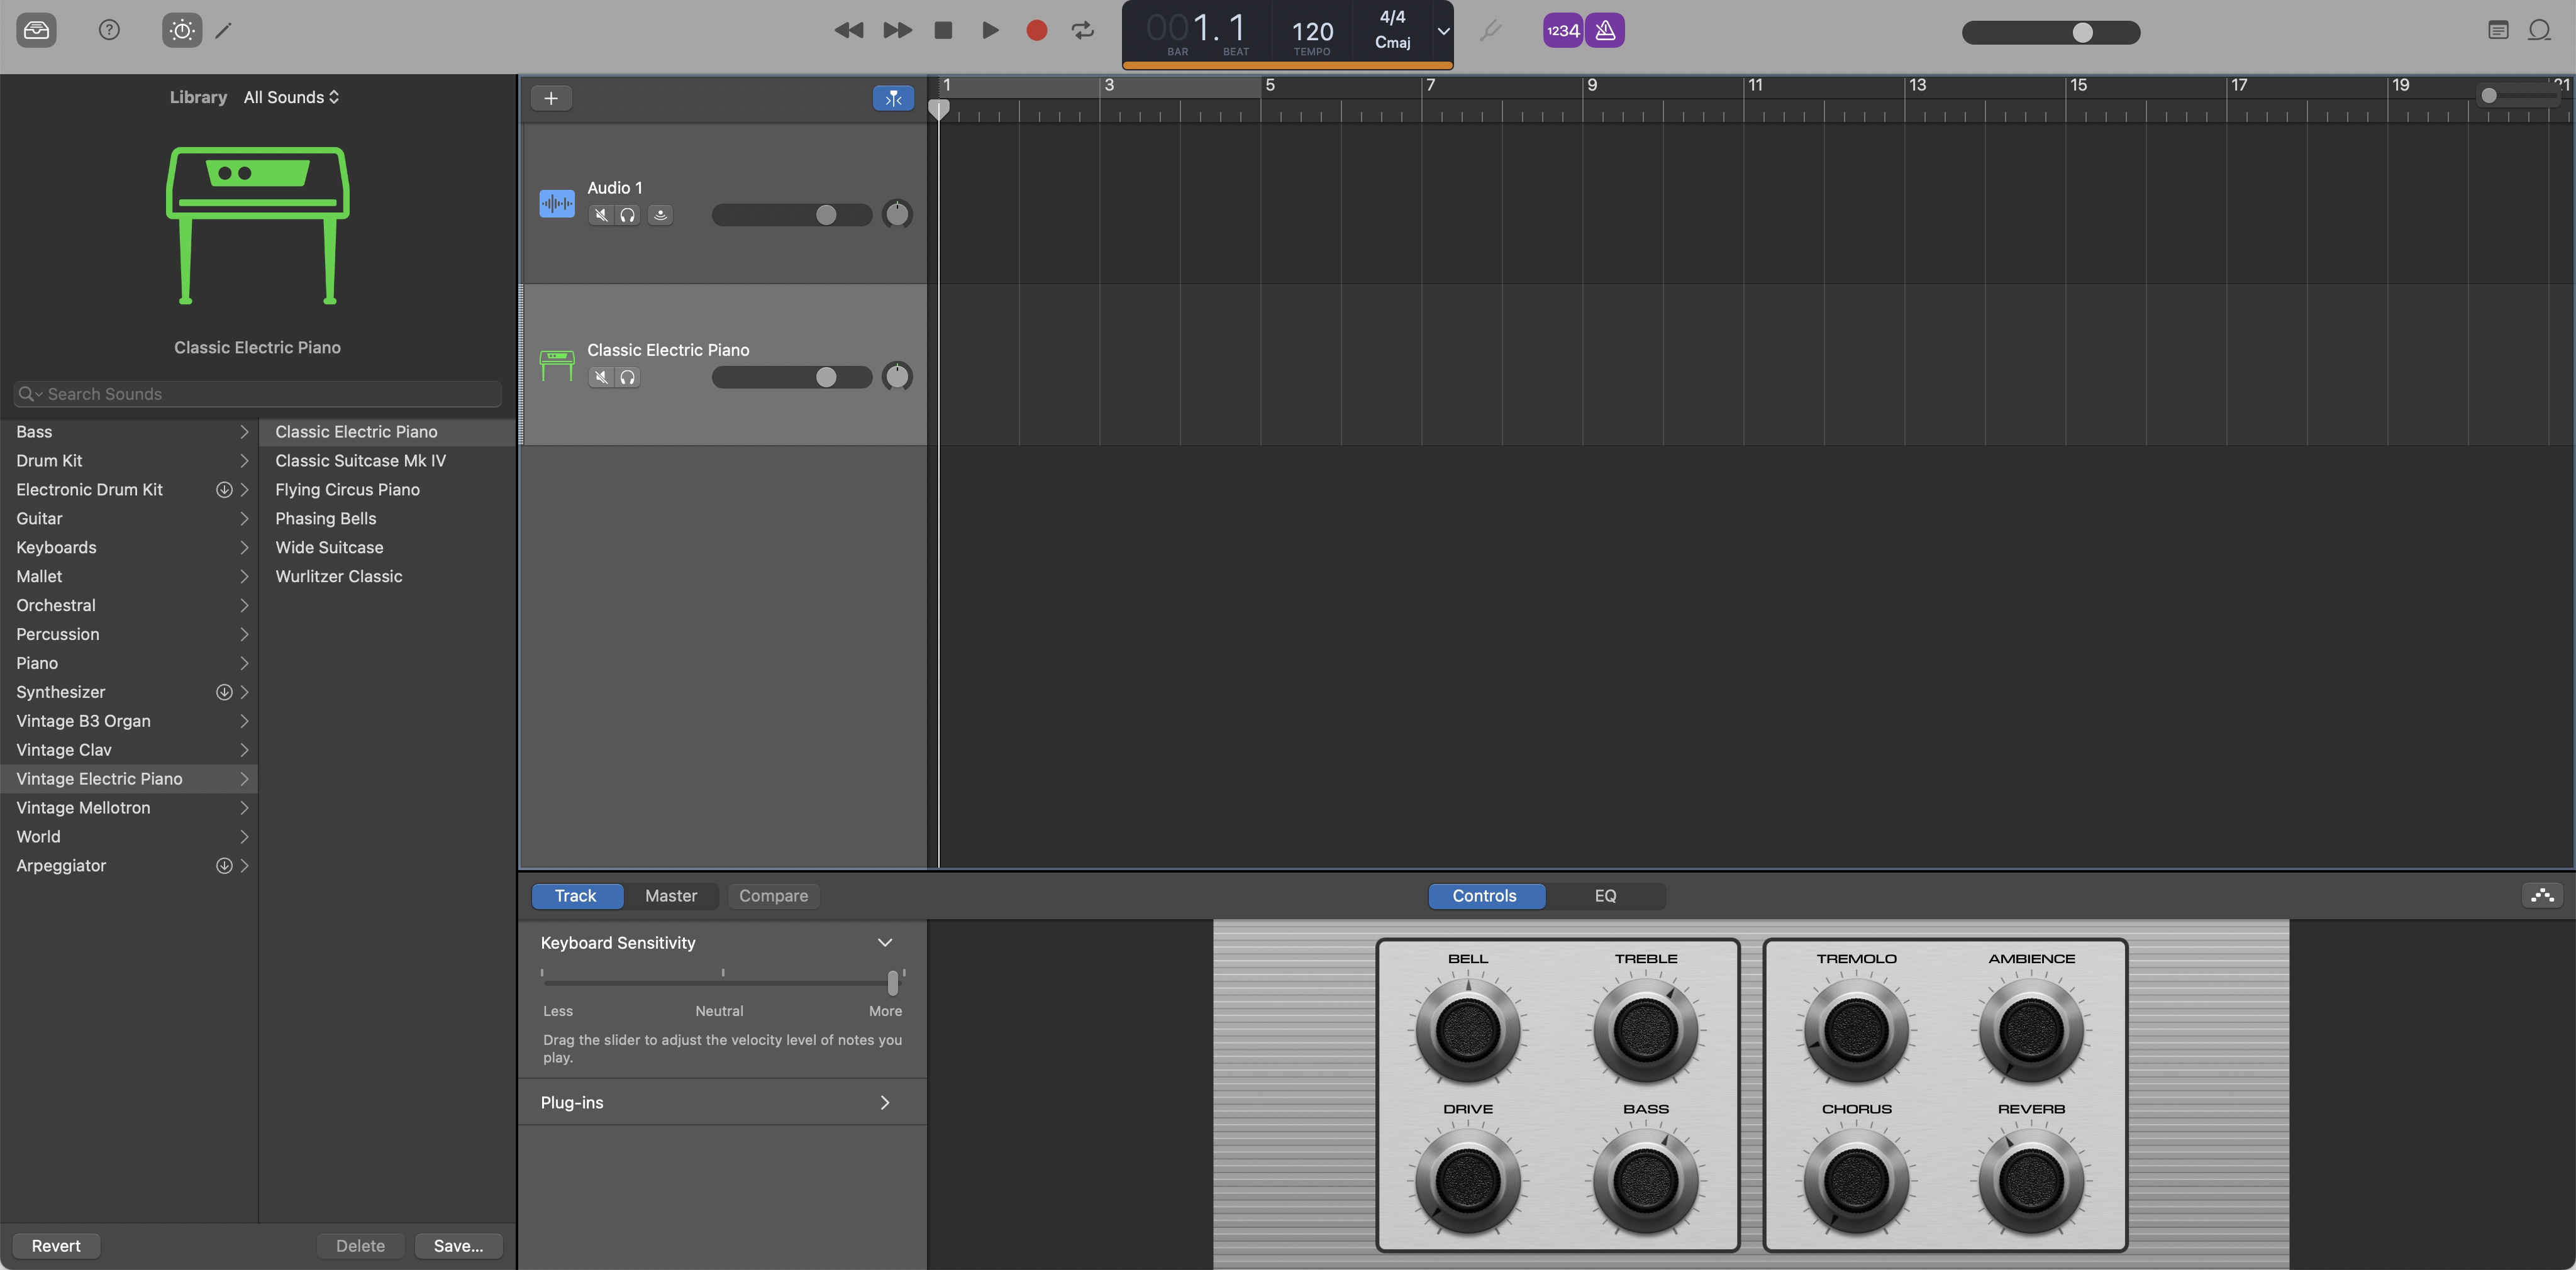 001.1
BAR BEAT
120
TEMPO
4/4
Cmaj
1234
Library All Sounds
Classic Electric Piano
Search Sounds
Bass
Drum Kit
Electronic Drum Kit
Guitar
Keyboards
Mallet
Orchestral
Percussion
Piano
Synthesizer
Vintage B3 Organ
Vintage Clav
Vintage Electric Piano
Vintage Mellotron
World
Arpeggiator
Classic Electric Piano
Classic Suitcase Mk IV
Flying Circus Piano
Phasing Bells
Wide Suitcase
Wurlitzer Classic
Revert Delete Save...
1 3 5 7 9 11 13 15 17 19 21
Audio 1
Classic Electric Piano
Track Master Compare
Controls EQ
Keyboard Sensitivity
Less Neutral More
Drag the slider to adjust the velocity level of notes you
play.
Plug-ins
BELL TREBLE TREMOLO AMBIENCE
DRIVE BASS CHORUS REVERB